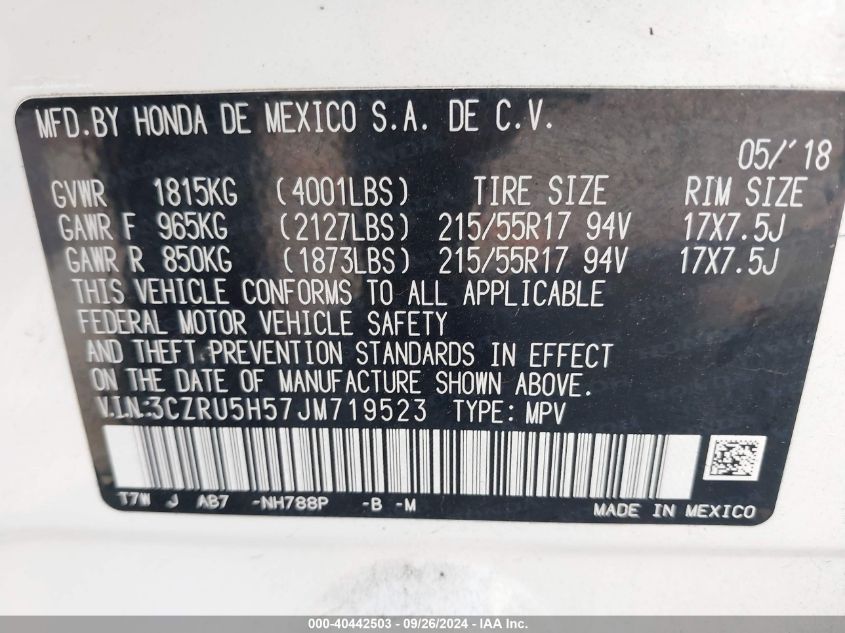 MFD.BY HONDA DE MEXICO S.A. DE C.V.
05/'18
GVWR 1815KG (4001LBS) TIRE SIZE RIM SIZE
GAWR F 965KG (2127LBS) 215/55R17 94V 17X7.5J
GAWR R 850KG (1873LBS) 215/55R17 94V 17X7.5J
THIS VEHICLE CONFORMS TO ALL APPLICABLE
FEDERAL MOTOR VEHICLE SAFETY
AND THEFT PREVENTION STANDARDS IN EFFECT
ON THE DATE OF MANUFACTURE SHOWN ABOVE.
V.I.N:3CZRU5H57JM719523 TYPE: MPV
T7W J AB7 -NH788P -B -M MADE IN MEXICO
000-40442503 - 09/26/2024 - IAA Inc.